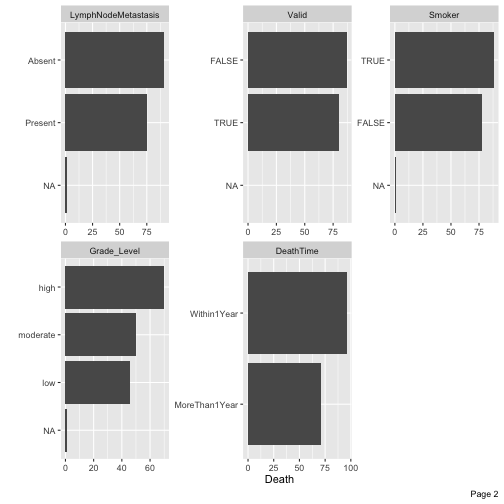 LymphNodeMetastasis
Absent
Present
NA
0 25 50 75
Valid
FALSE
TRUE
NA
0 25 50 75
Smoker
TRUE
FALSE
NA
0 25 50 75
Grade_Level
high
moderate
low
NA
0 20 40 60
DeathTime
Within1Year
MoreThan1Year
0 25 50 75 100
Death
Page 2